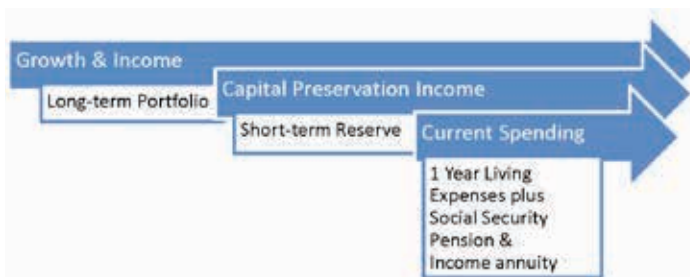 Growth & Income
Long-term Portfolio
Capital Preservation Income
Short-term Reserve
Current Spending
1 Year Living
Expenses plus
Social Security
Pension &
Income annuity